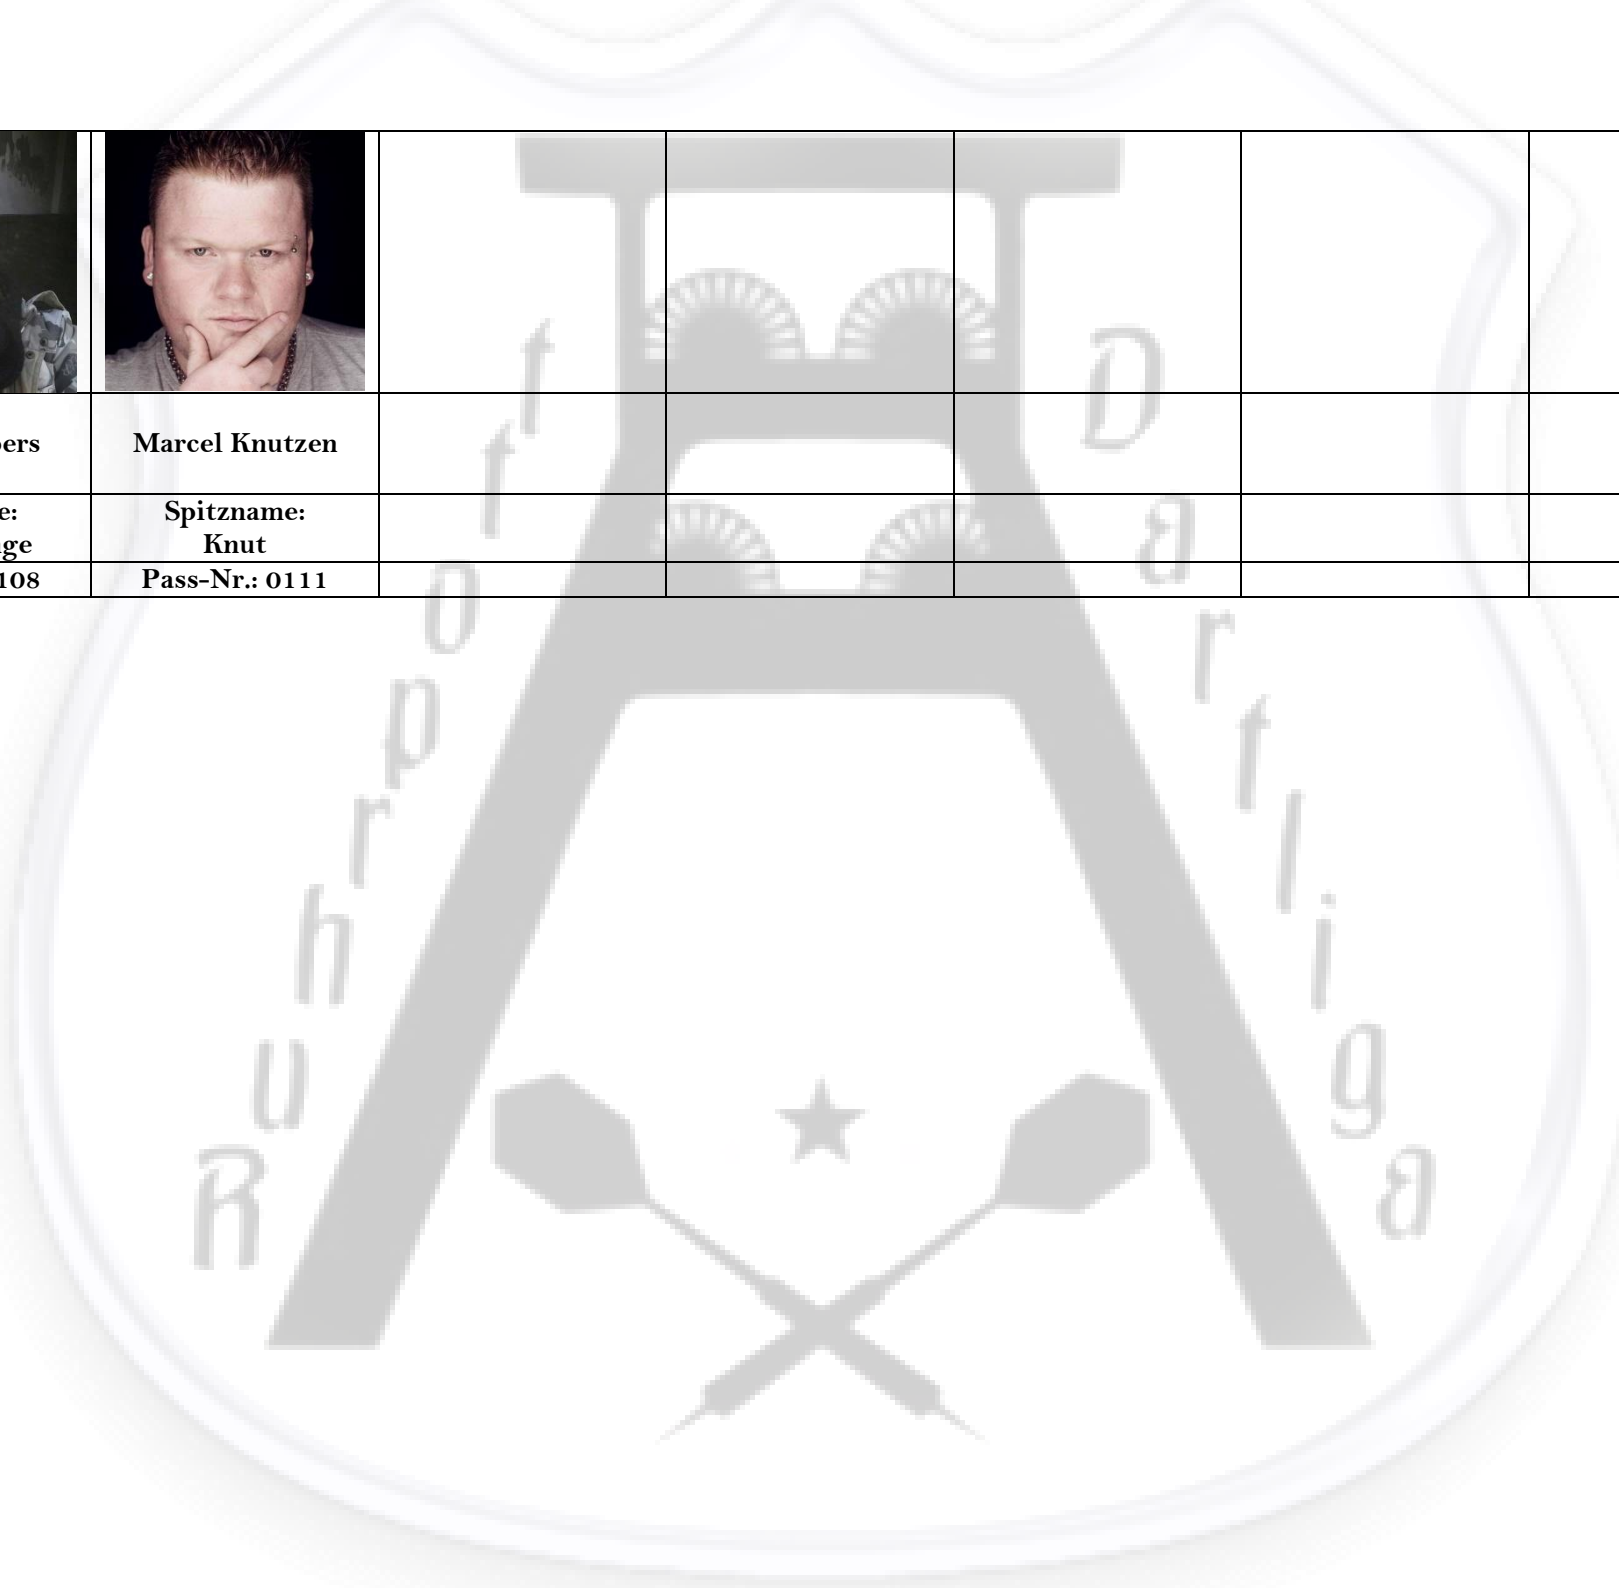 ers
Marcel Knutzen
e:
ge
Spitzname:
Knut
108
Pass-Nr.: 0111
Ruhrpott
Dartliga